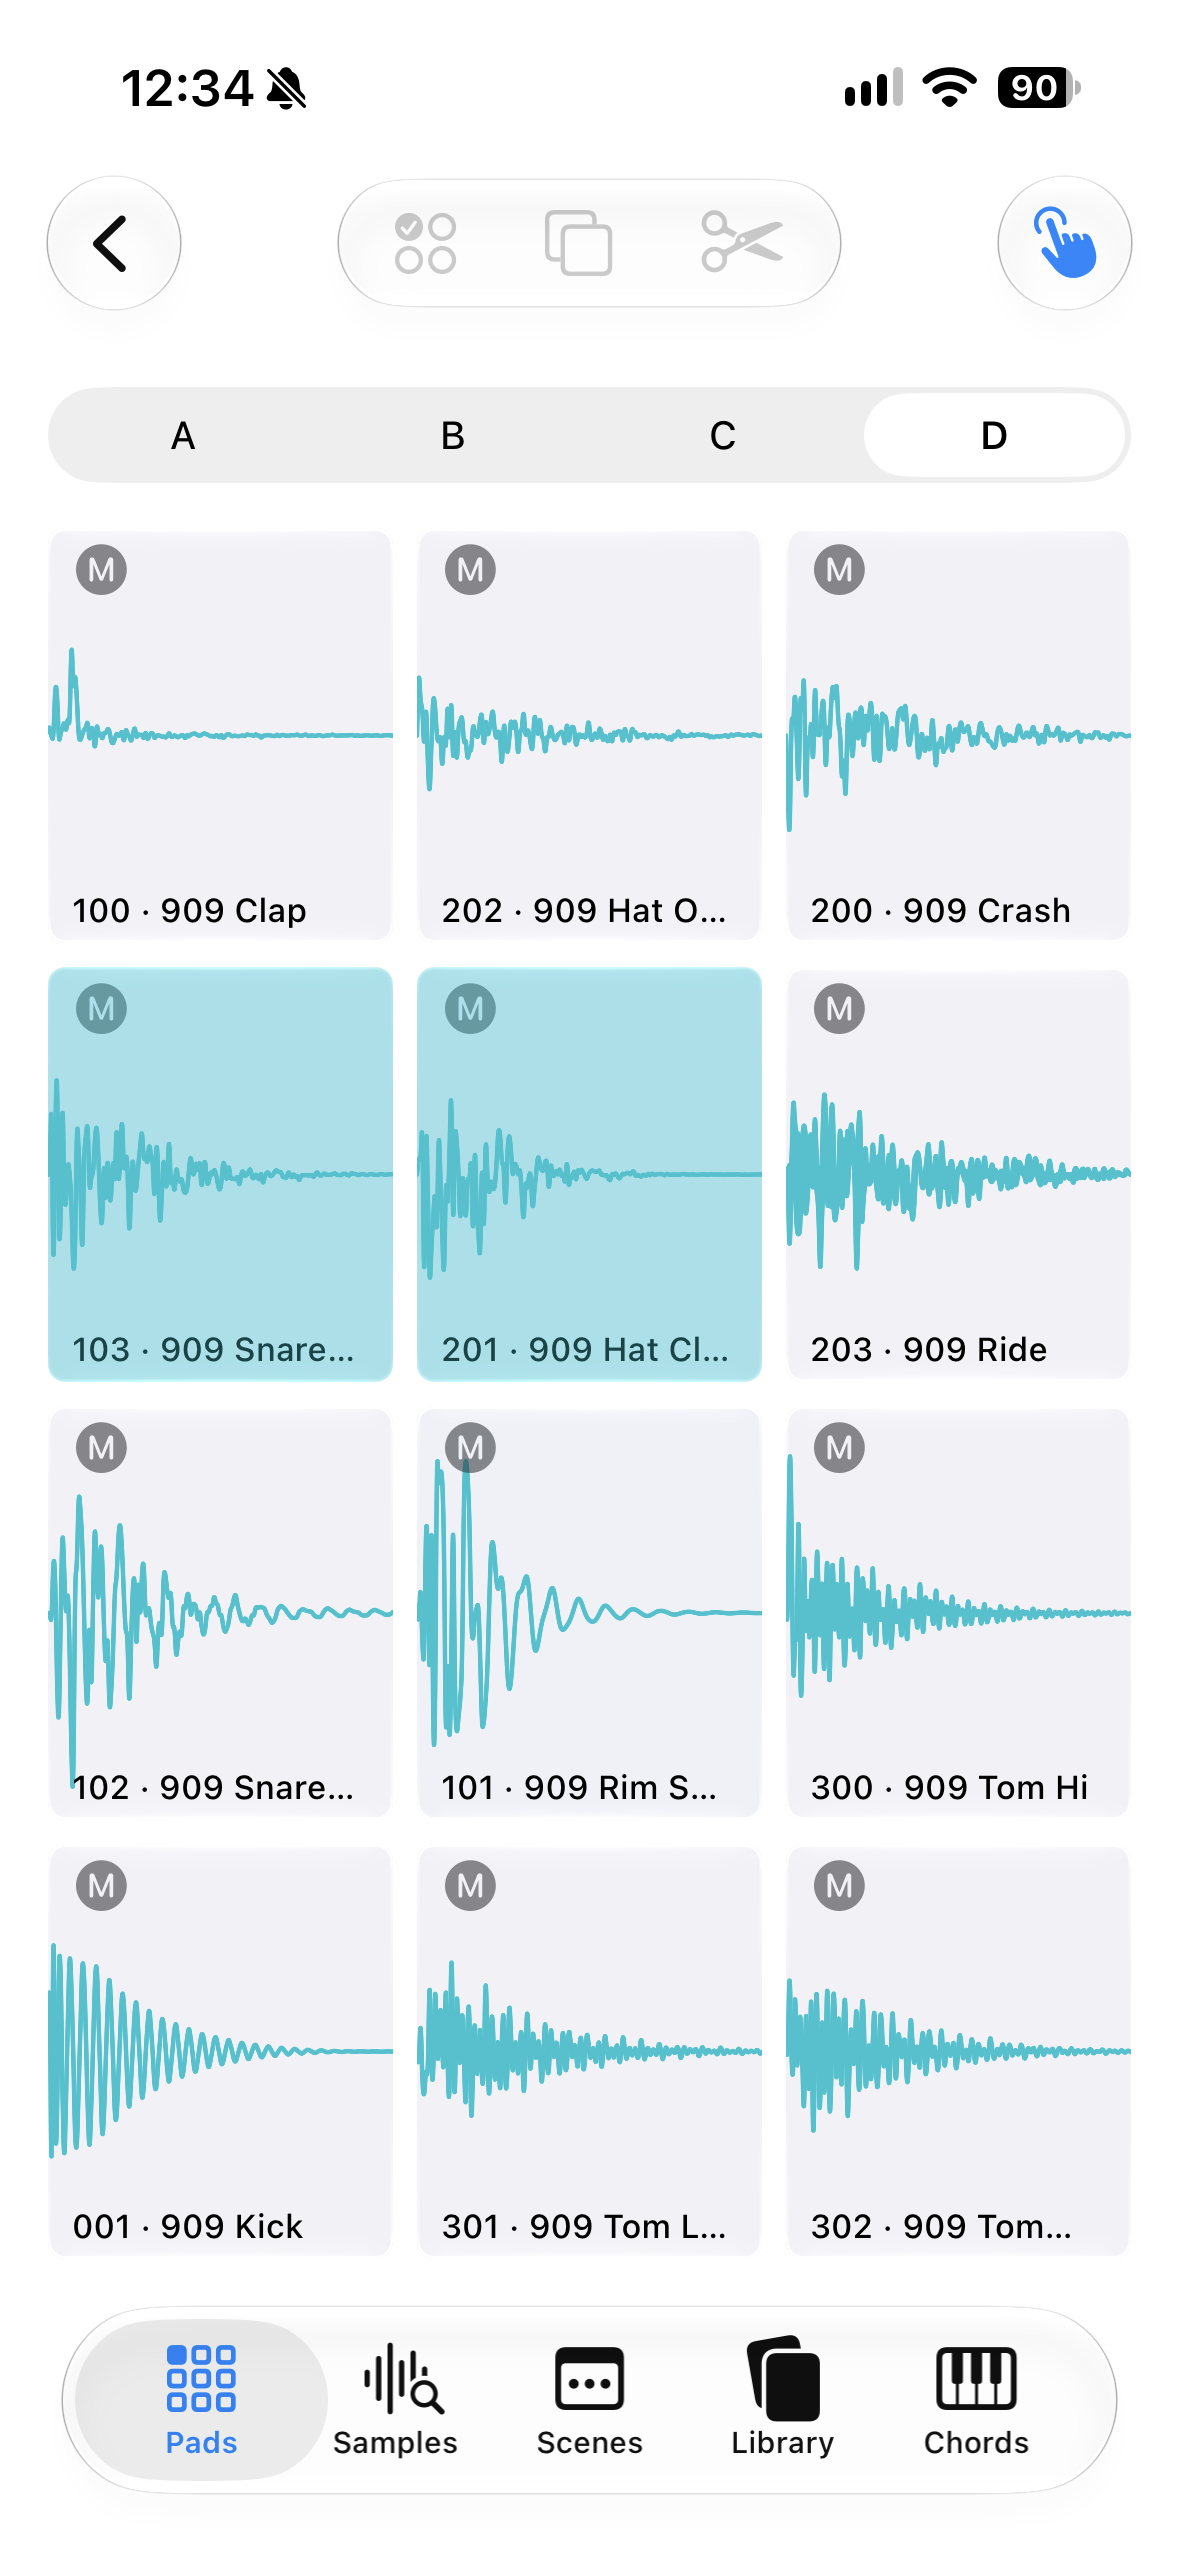 12:34 90
A B C D
M M M
100 · 909 Clap 202 · 909 Hat O... 200 · 909 Crash
M M M
103 · 909 Snare... 201 · 909 Hat Cl... 203 · 909 Ride
M M M
102 · 909 Snare... 101 · 909 Rim S... 300 · 909 Tom Hi
M M M
001 · 909 Kick 301 · 909 Tom L... 302 · 909 Tom...
Pads Samples Scenes Library Chords